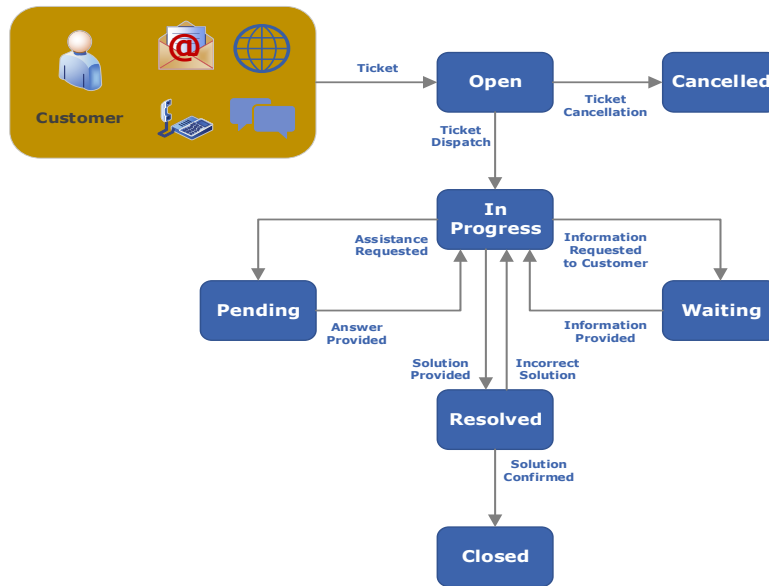 @
Customer
Ticket
Open
Ticket
Cancellation
Cancelled
Ticket
Dispatch
In
Progress
Assistance
Requested
Information
Requested
to Customer
Pending
Answer
Provided
Waiting
Information
Provided
Solution
Provided
Incorrect
Solution
Resolved
Solution
Confirmed
Closed